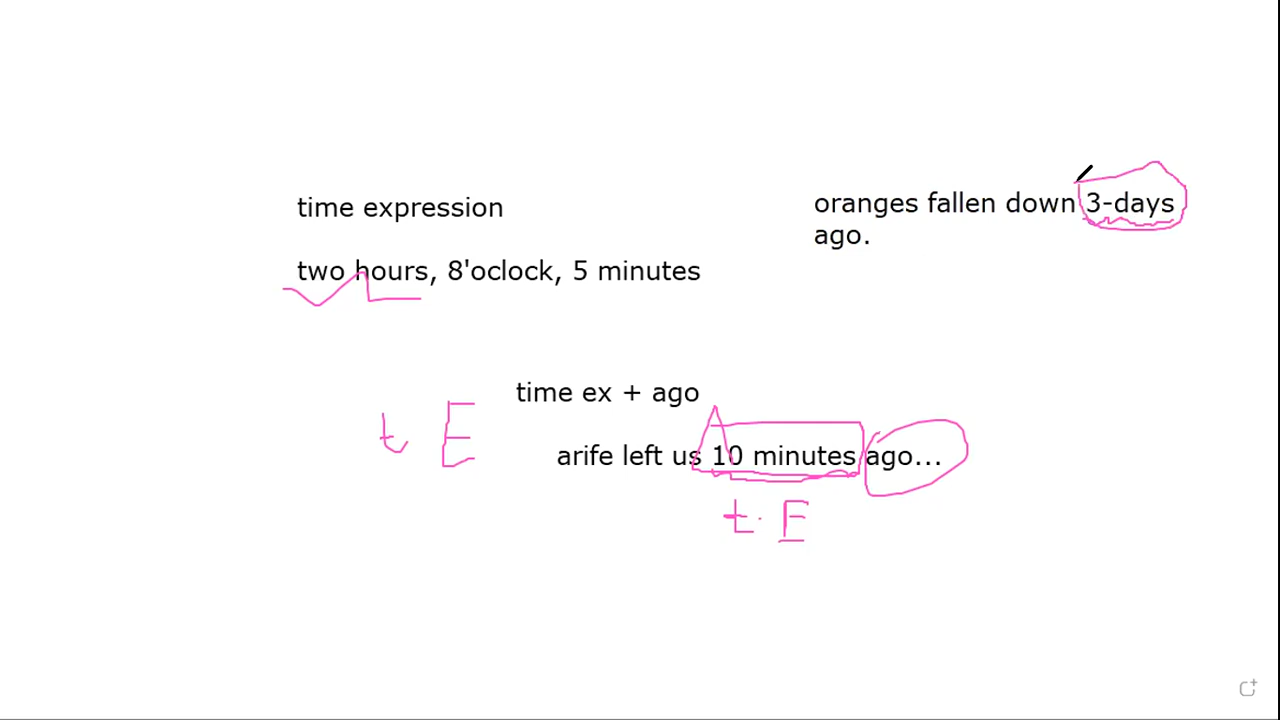 time expression
two hours, 8'oclock, 5 minutes
oranges fallen down 3-days
ago.
time ex + ago
t E
arife left us 10 minutes ago...
t. E